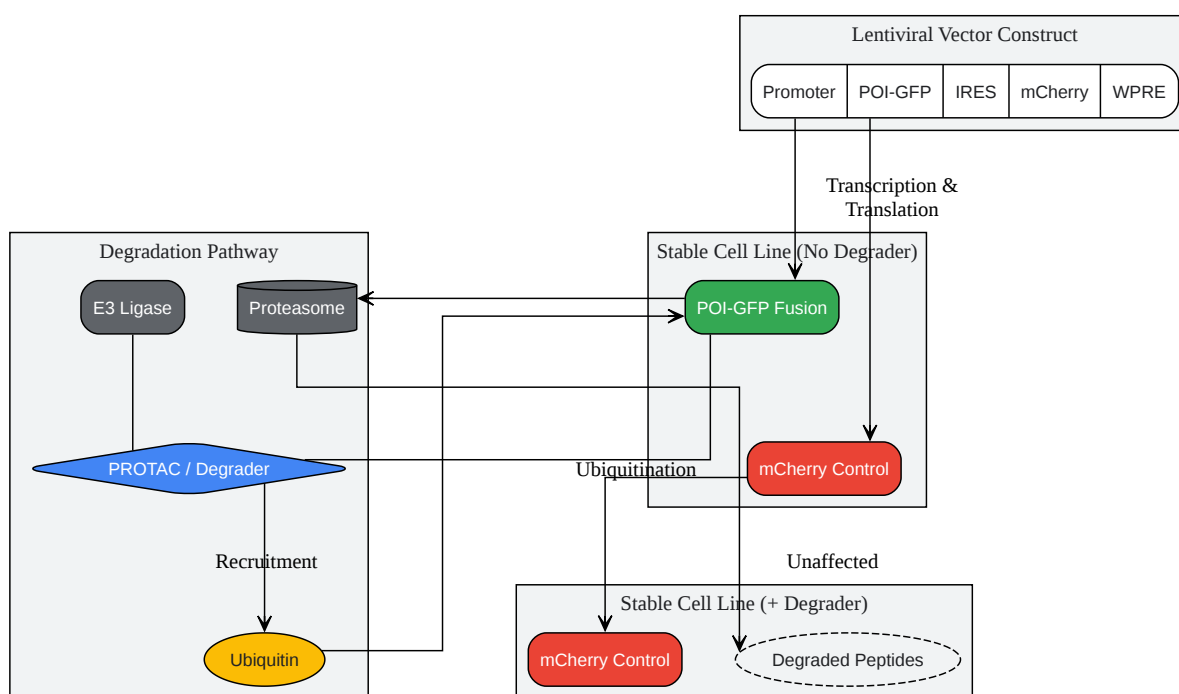 Lentiviral Vector Construct
Promoter
POI-GFP
IRES
mCherry
WPRE
Transcription &
Translation
Degradation Pathway
E3 Ligase
Proteasome
Stable Cell Line (No Degrader)
POI-GFP Fusion
PROTAC / Degrader
Ubiquitination
mCherry Control
Recruitment
Unaffected
Stable Cell Line (+ Degrader)
Ubiquitin
mCherry Control
Degraded Peptides